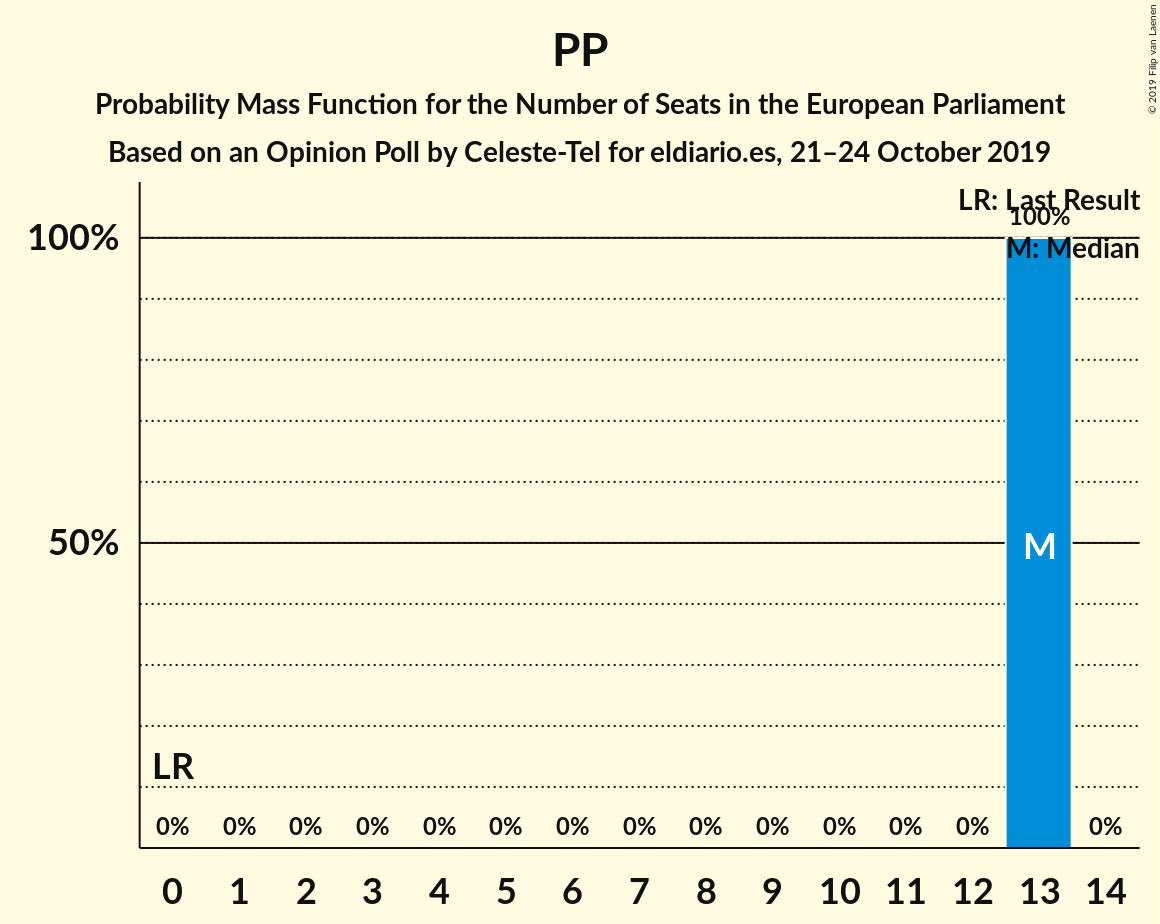 PP
Probability Mass Function for the Number of Seats in the European Parliament
Based on an Opinion Poll by Celeste-Tel for eldiario.es, 21–24 October 2019
© 2019 Filip van Laenen
LR: Last Result
100%
M: Median
100%
50%
M
LR
0% 0% 0% 0% 0% 0% 0% 0% 0% 0% 0% 0% 0% 0%
0 1 2 3 4 5 6 7 8 9 10 11 12 13 14